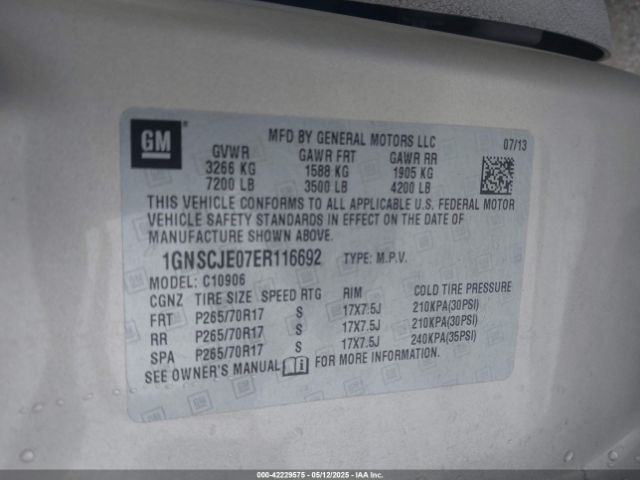 GM
MFD BY GENERAL MOTORS LLC 07/13
GVWR GAWR FRT GAWR RR
3266 KG 1588 KG 1905 KG
7200 LB 3500 LB 4200 LB
THIS VEHICLE CONFORMS TO ALL APPLICABLE U.S. FEDERAL MOTOR
VEHICLE SAFETY STANDARDS IN EFFECT ON THE DATE OF
MANUFACTURE SHOWN ABOVE.
1GNSCJE07ER116692 TYPE: M.P.V.
MODEL: C10906
CGNZ TIRE SIZE SPEED RTG RIM COLD TIRE PRESSURE
FRT P265/70R17 S 17X7.5J 210KPA(30PSI)
RR P265/70R17 S 17X7.5J 210KPA(30PSI)
SPA P265/70R17 S 17X7.5J 240KPA(35PSI)
SEE OWNER'S MANUAL FOR MORE INFORMATION.
000-42229575 - 05/12/2025 - IAA Inc.